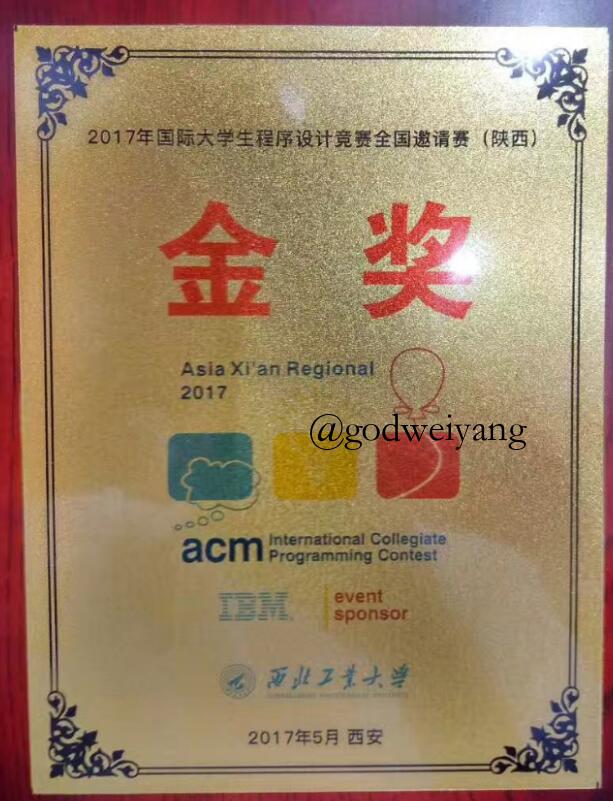 2017年国际大学生程序设计竞赛全国邀请赛（陕西）
金 奖
Asia Xi'an Regional
2017
@godweiyang
acm International Collegiate
Programming Contest
IBM event
sponsor
西北工业大学
2017年5月 西安